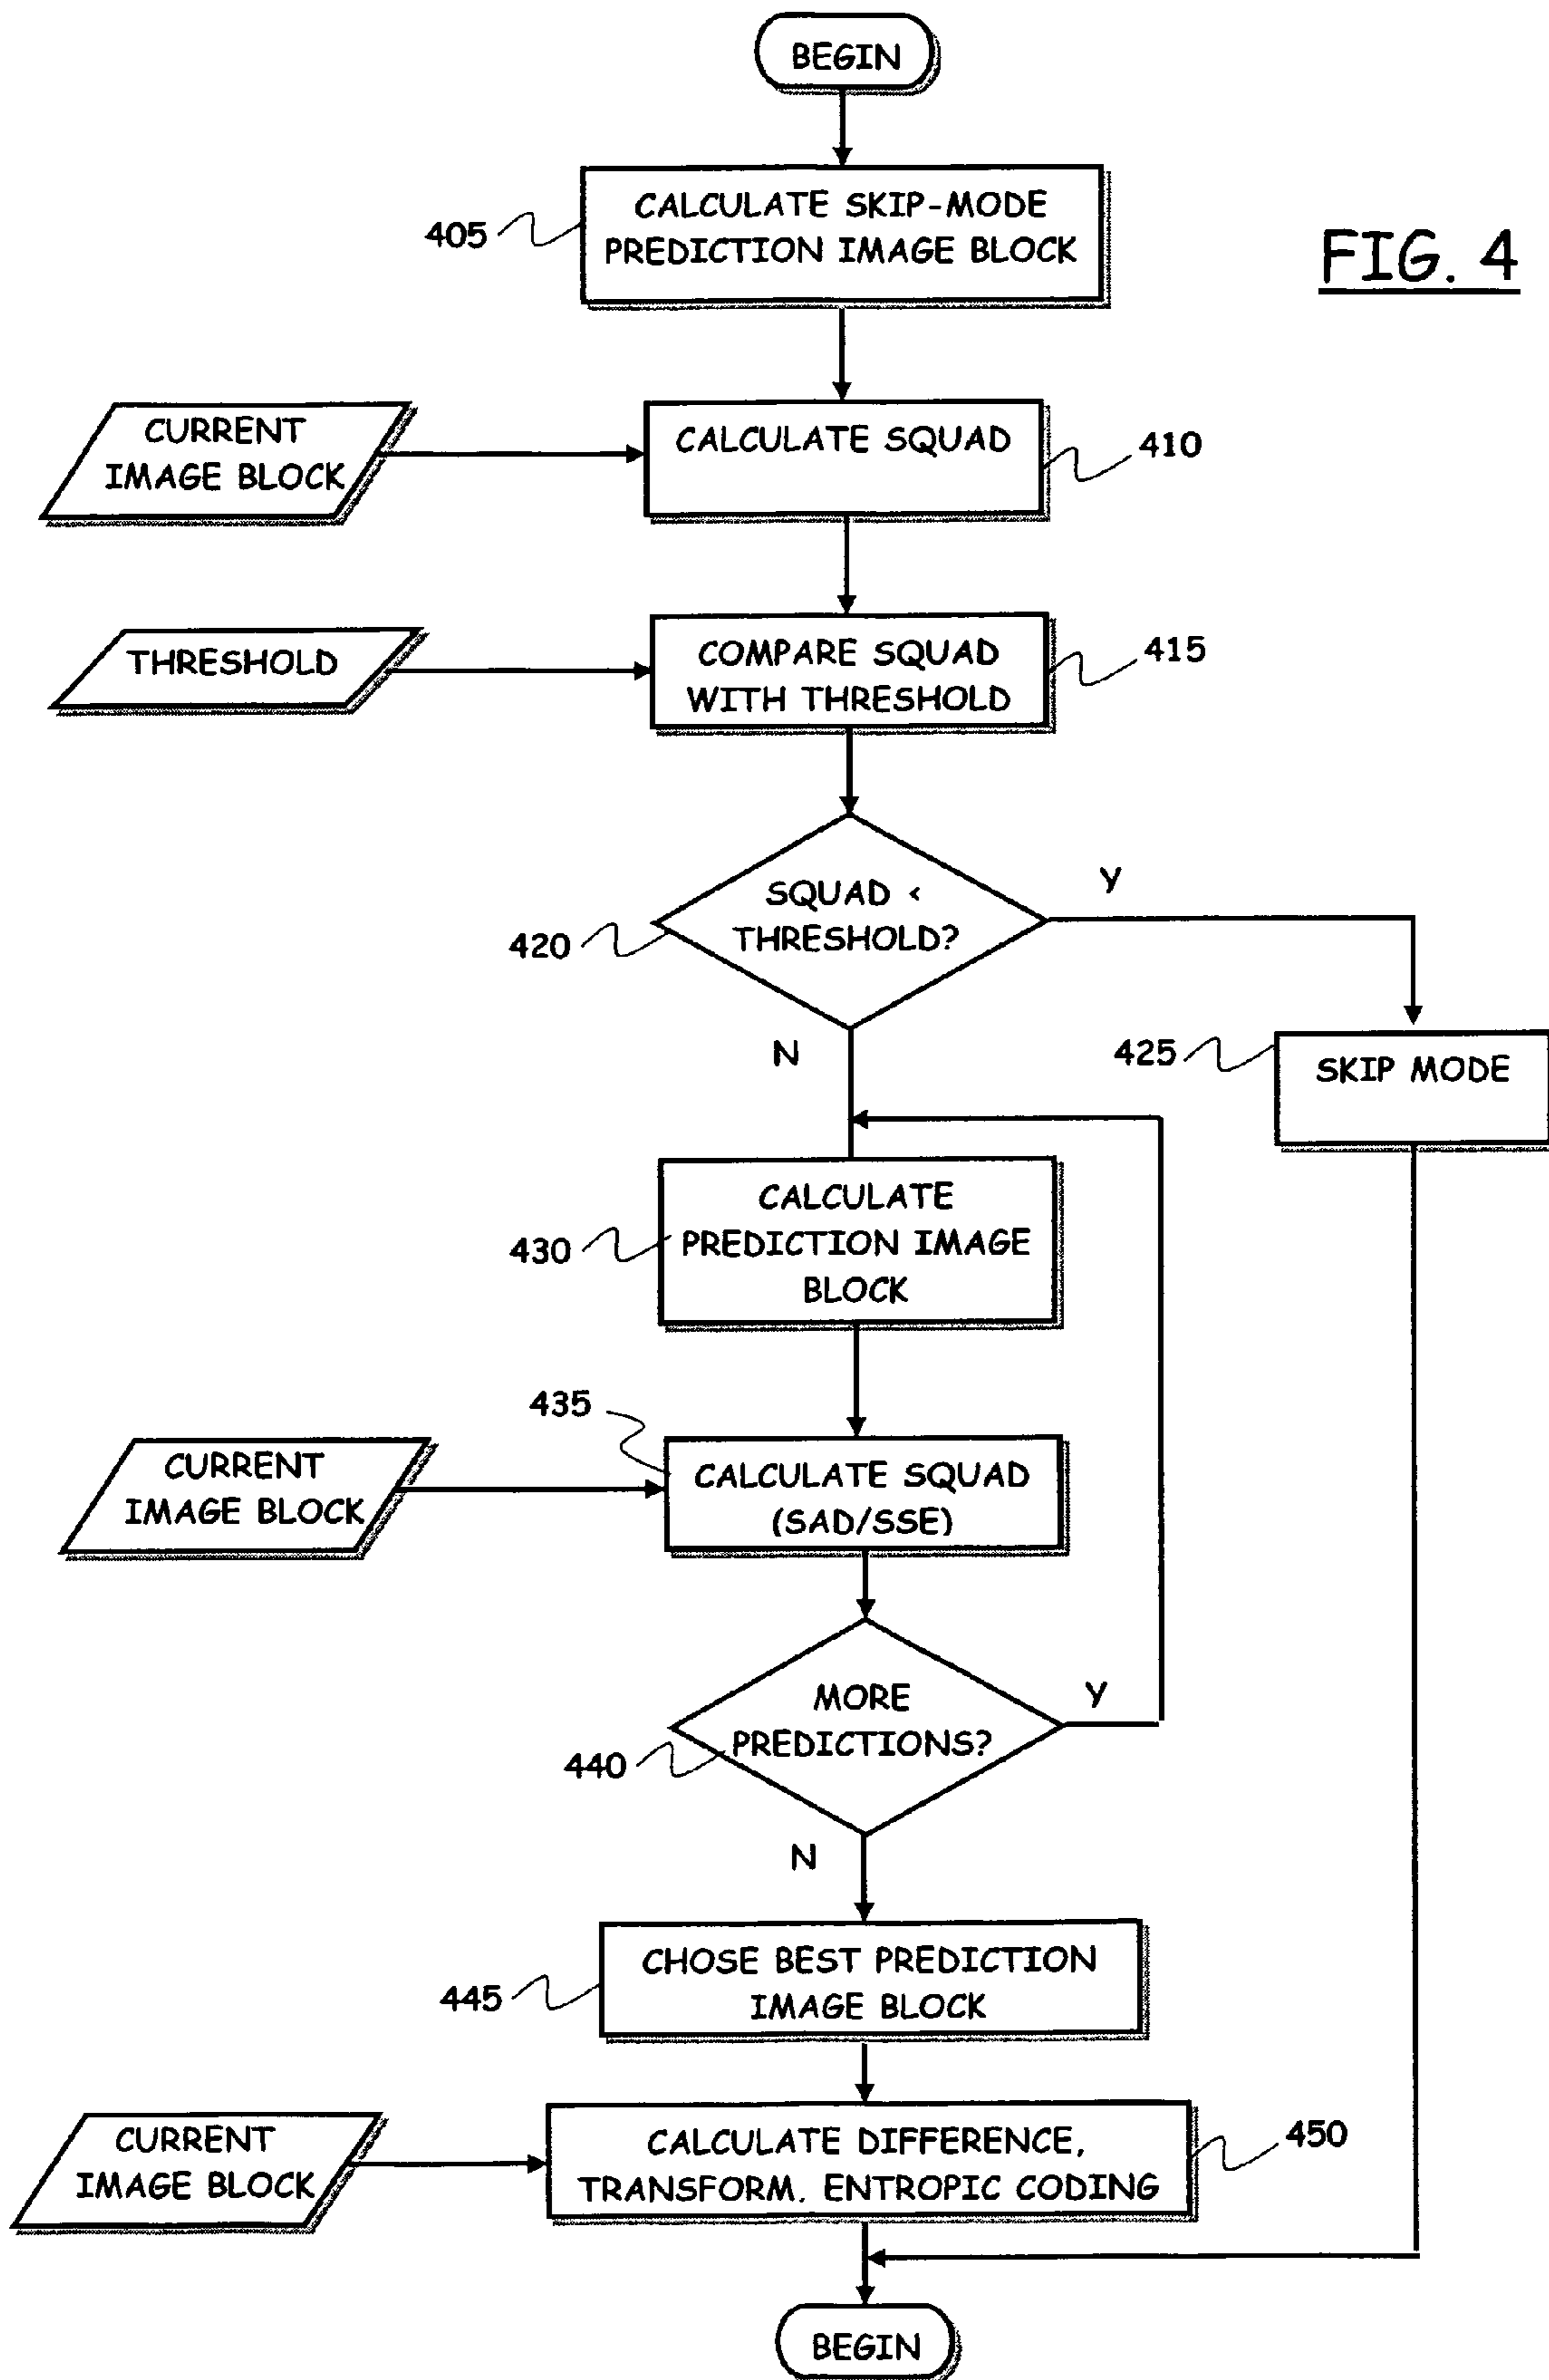 BEGIN
CALCULATE SKIP-MODE
PREDICTION IMAGE BLOCK
405
FIG. 4
CURRENT
IMAGE BLOCK
CALCULATE SQUAD
410
THRESHOLD
COMPARE SQUAD
WITH THRESHOLD
415
SQUAD <
THRESHOLD?
420
Y
N
425
SKIP MODE
CALCULATE
PREDICTION IMAGE
BLOCK
430
435
CURRENT
IMAGE BLOCK
CALCULATE SQUAD
(SAD/SSE)
MORE
PREDICTIONS?
440
Y
N
CHOSE BEST PREDICTION
IMAGE BLOCK
445
CURRENT
IMAGE BLOCK
CALCULATE DIFFERENCE,
TRANSFORM. ENTROPIC CODING
450
BEGIN